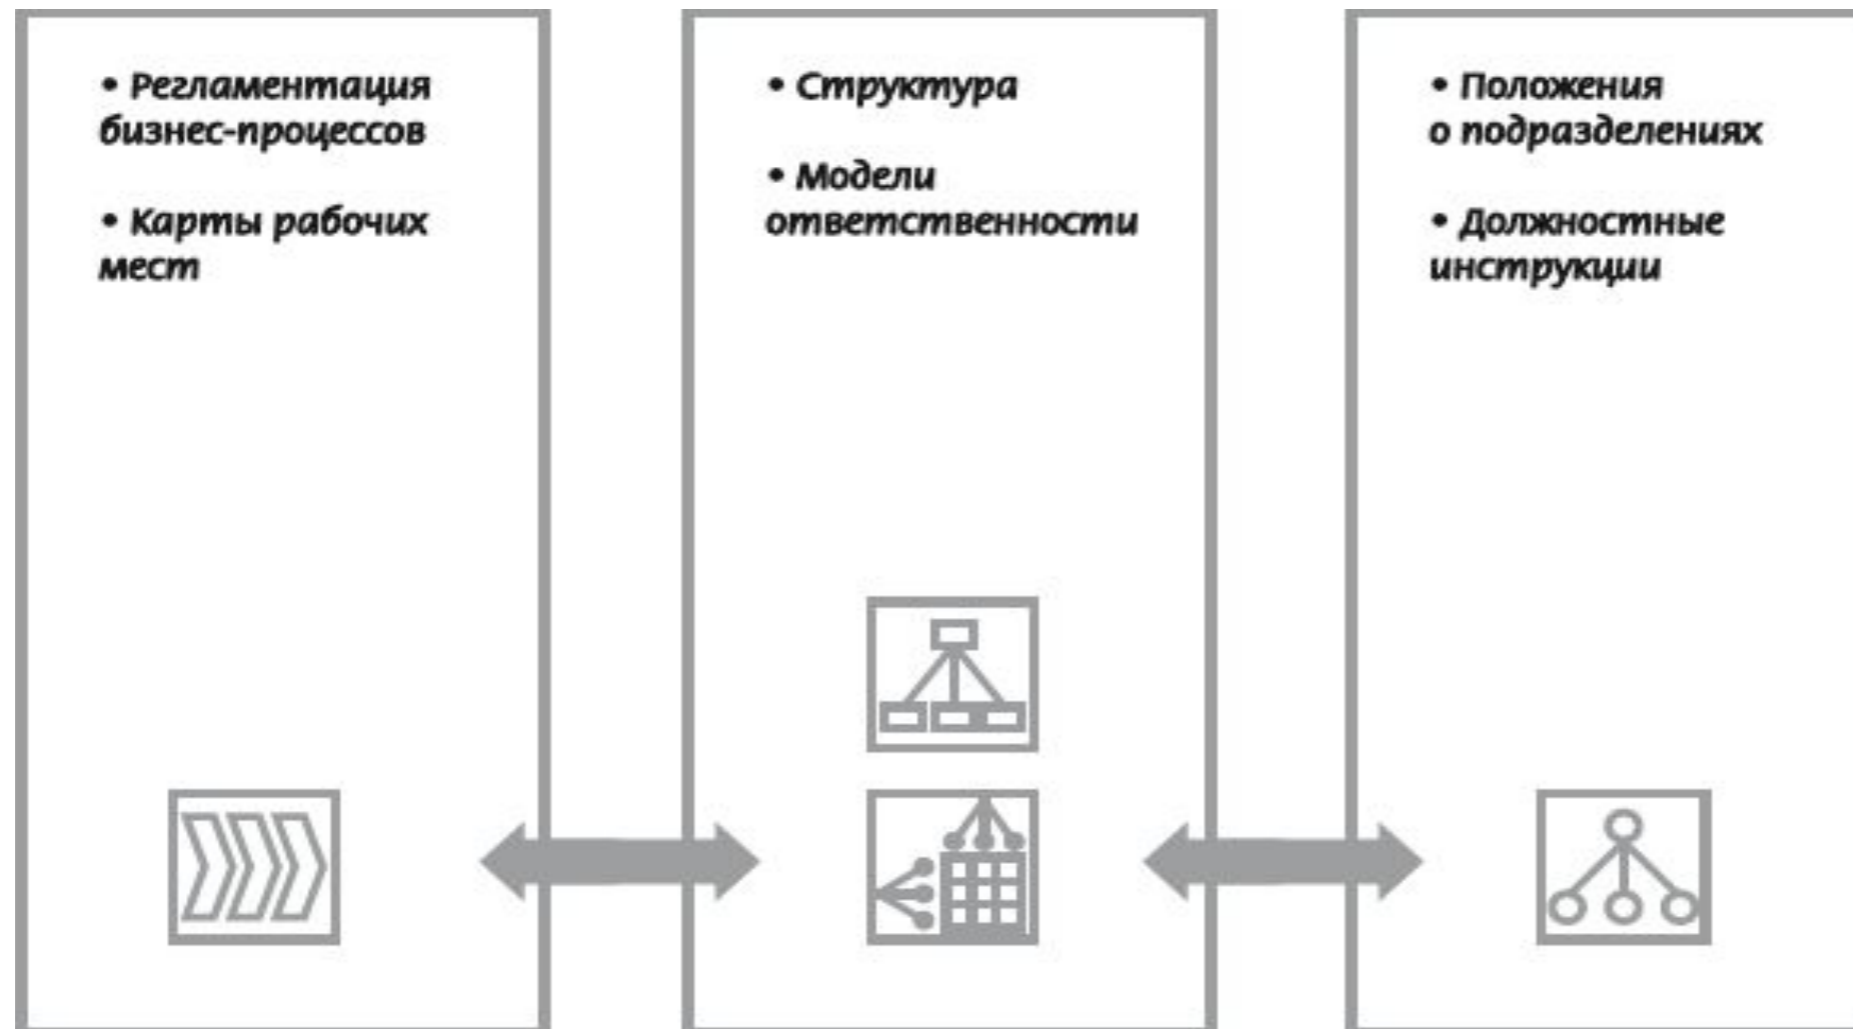 • Регламентация
бизнес-процессов
• Карты рабочих
мест
• Структура
• Модели
ответственности
• Положения
о подразделениях
• Должностные
инструкции